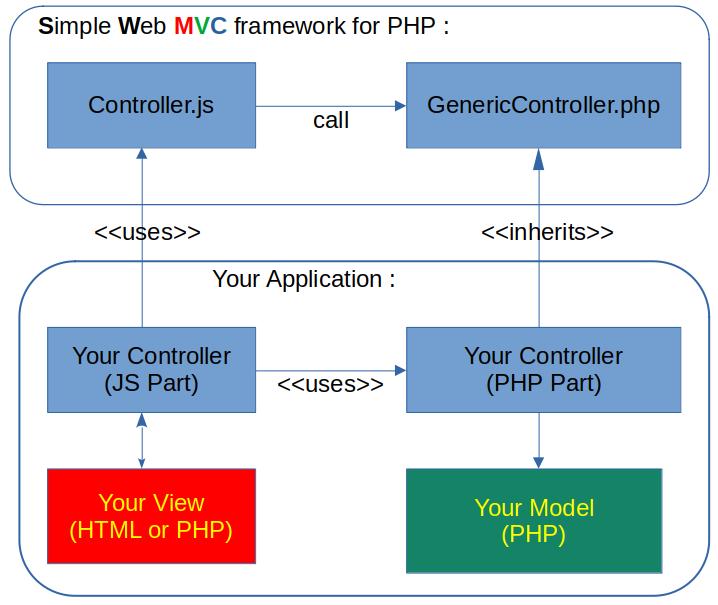 Simple Web MVC framework for PHP :
Controller.js
GenericController.php
call
<<uses>>
<<inherits>>
Your Application :
Your Controller
(JS Part)
<<uses>>
Your Controller
(PHP Part)
Your View
(HTML or PHP)
Your Model
(PHP)